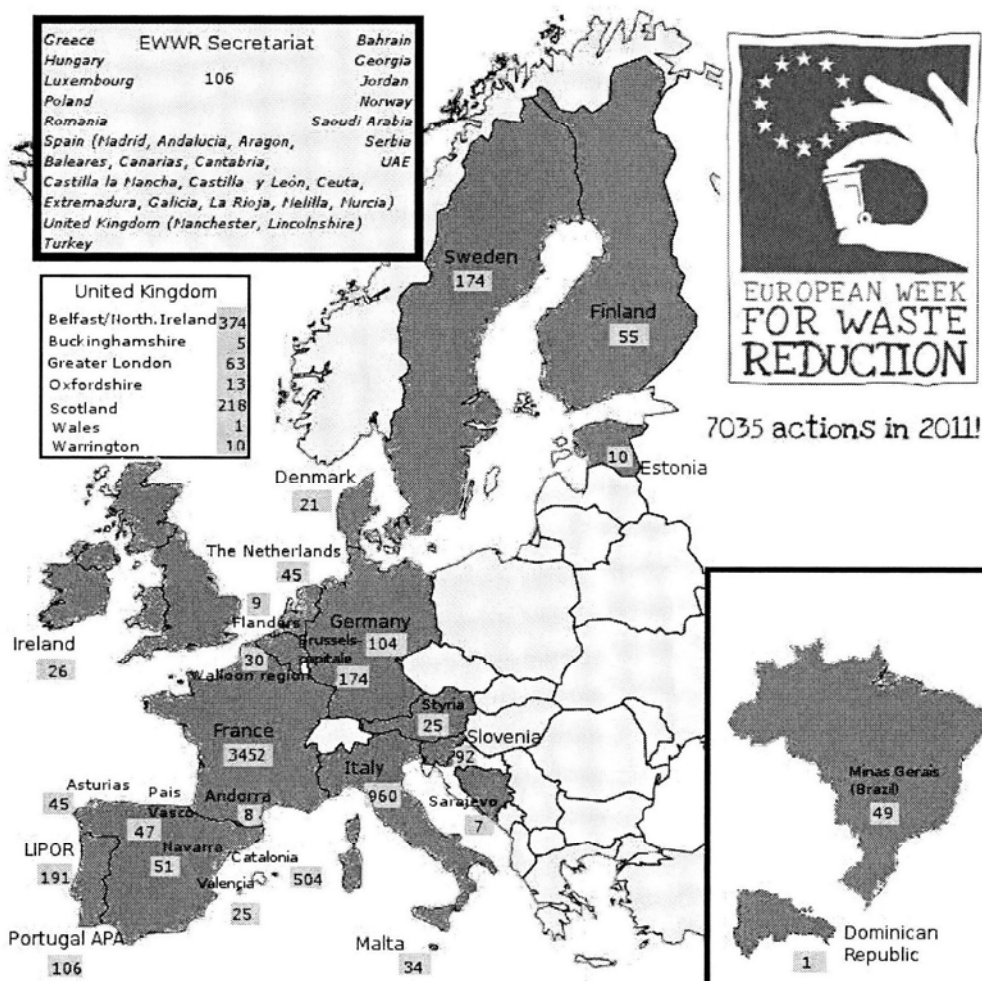 Greece EWWR Secretariat Bahrain
Hungary Georgia
Luxembourg 106 Jordan
Poland Norway
Romania Saoudi Arabia
Spain (Madrid, Andalucia, Aragon, Serbia
Baleares, Canarias, Cantabria, UAE
Castilla la Mancha, Castilla y León, Ceuta,
Extremadura, Galicia, La Rioja, Melilla, Murcia)
United Kingdom (Manchester, Lincolnshire)
Turkey
EUROPEAN WEEK
FOR WASTE
REDUCTION
7035 actions in 2011!
United Kingdom
Belfast/North. Ireland 374
Buckinghamshire 5
Greater London 63
Oxfordshire 13
Scotland 218
Wales 1
Warrington 10
Sweden
174
Finland
55
10
Estonia
Denmark
21
The Netherlands
45
9
Flanders
Germany
104
Brussels-
capitale
174
30
Walloon region
Ireland
26
Styria
25
Slovenia
92
France
3452
Italy
960
Sarajevo
7
Asturias
45
Pais
Vasco
47
Andorra
8
Navarra
51
Catalonia
504
LIPOR
191
Valençia
25
Portugal APA
106
Malta
34
Minas Gerais
(Brazil)
49
Dominican
Republic
1